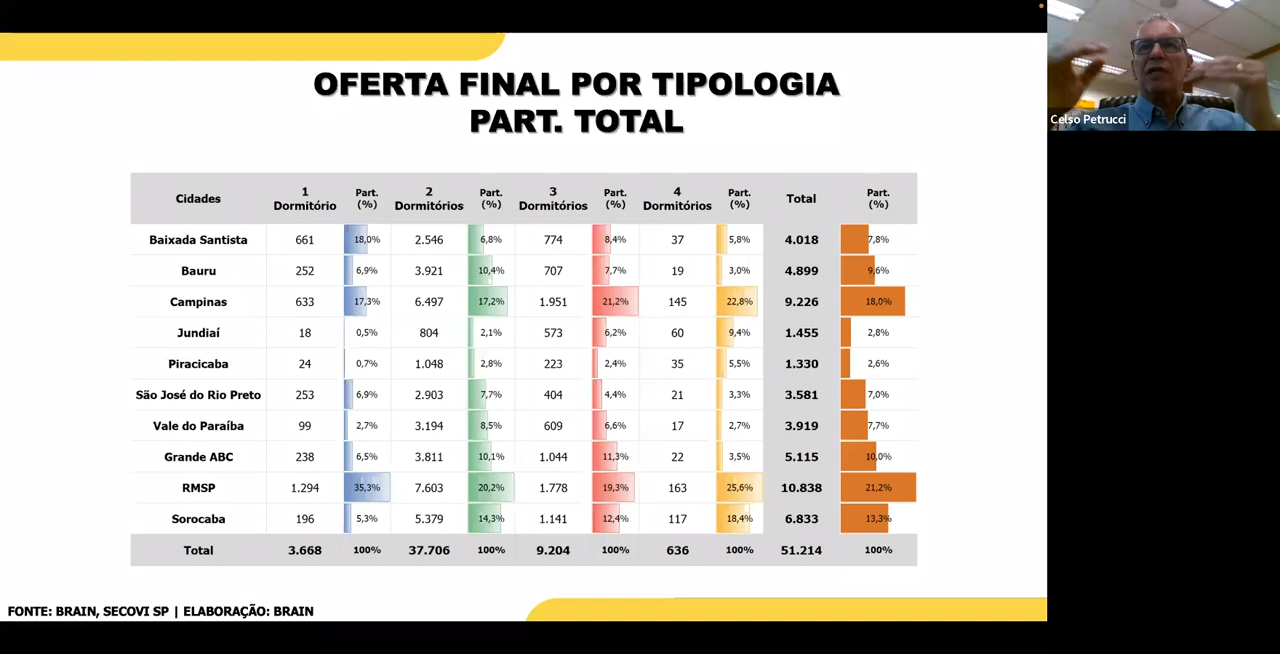 OFERTA FINAL POR TIPOLOGIA
PART. TOTAL
Celso Petrucci
Cidades 1 Dormitório Part. (%) 2 Dormitórios Part. (%) 3 Dormitórios Part. (%) 4 Dormitórios Part. (%) Total Part. (%)
Baixada Santista 661 18,0% 2.546 6,8% 774 8,4% 37 5,8% 4.018 7,8%
Bauru 252 6,9% 3.921 10,4% 707 7,7% 19 3,0% 4.899 9,6%
Campinas 633 17,3% 6.497 17,2% 1.951 21,2% 145 22,8% 9.226 18,0%
Jundiaí 18 0,5% 804 2,1% 573 6,2% 60 9,4% 1.455 2,8%
Piracicaba 24 0,7% 1.048 2,8% 223 2,4% 35 5,5% 1.330 2,6%
São José do Rio Preto 253 6,9% 2.903 7,7% 404 4,4% 21 3,3% 3.581 7,0%
Vale do Paraíba 99 2,7% 3.194 8,5% 609 6,6% 17 2,7% 3.919 7,7%
Grande ABC 238 6,5% 3.811 10,1% 1.044 11,3% 22 3,5% 5.115 10,0%
RMSP 1.294 35,3% 7.603 20,2% 1.778 19,3% 163 25,6% 10.838 21,2%
Sorocaba 196 5,3% 5.379 14,3% 1.141 12,4% 117 18,4% 6.833 13,3%
Total 3.668 100% 37.706 100% 9.204 100% 636 100% 51.214 100%
FONTE: BRAIN, SECOVI SP | ELABORAÇÃO: BRAIN